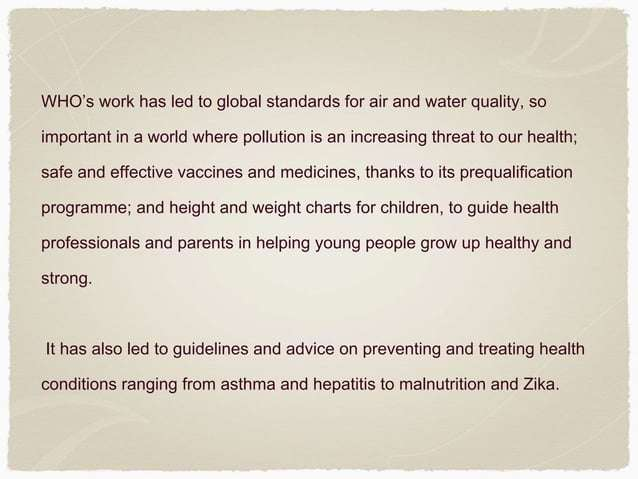 WHO’s work has led to global standards for air and water quality, so
important in a world where pollution is an increasing threat to our health;
safe and effective vaccines and medicines, thanks to its prequalification
programme; and height and weight charts for children, to guide health
professionals and parents in helping young people grow up healthy and
strong.
It has also led to guidelines and advice on preventing and treating health
conditions ranging from asthma and hepatitis to malnutrition and Zika.